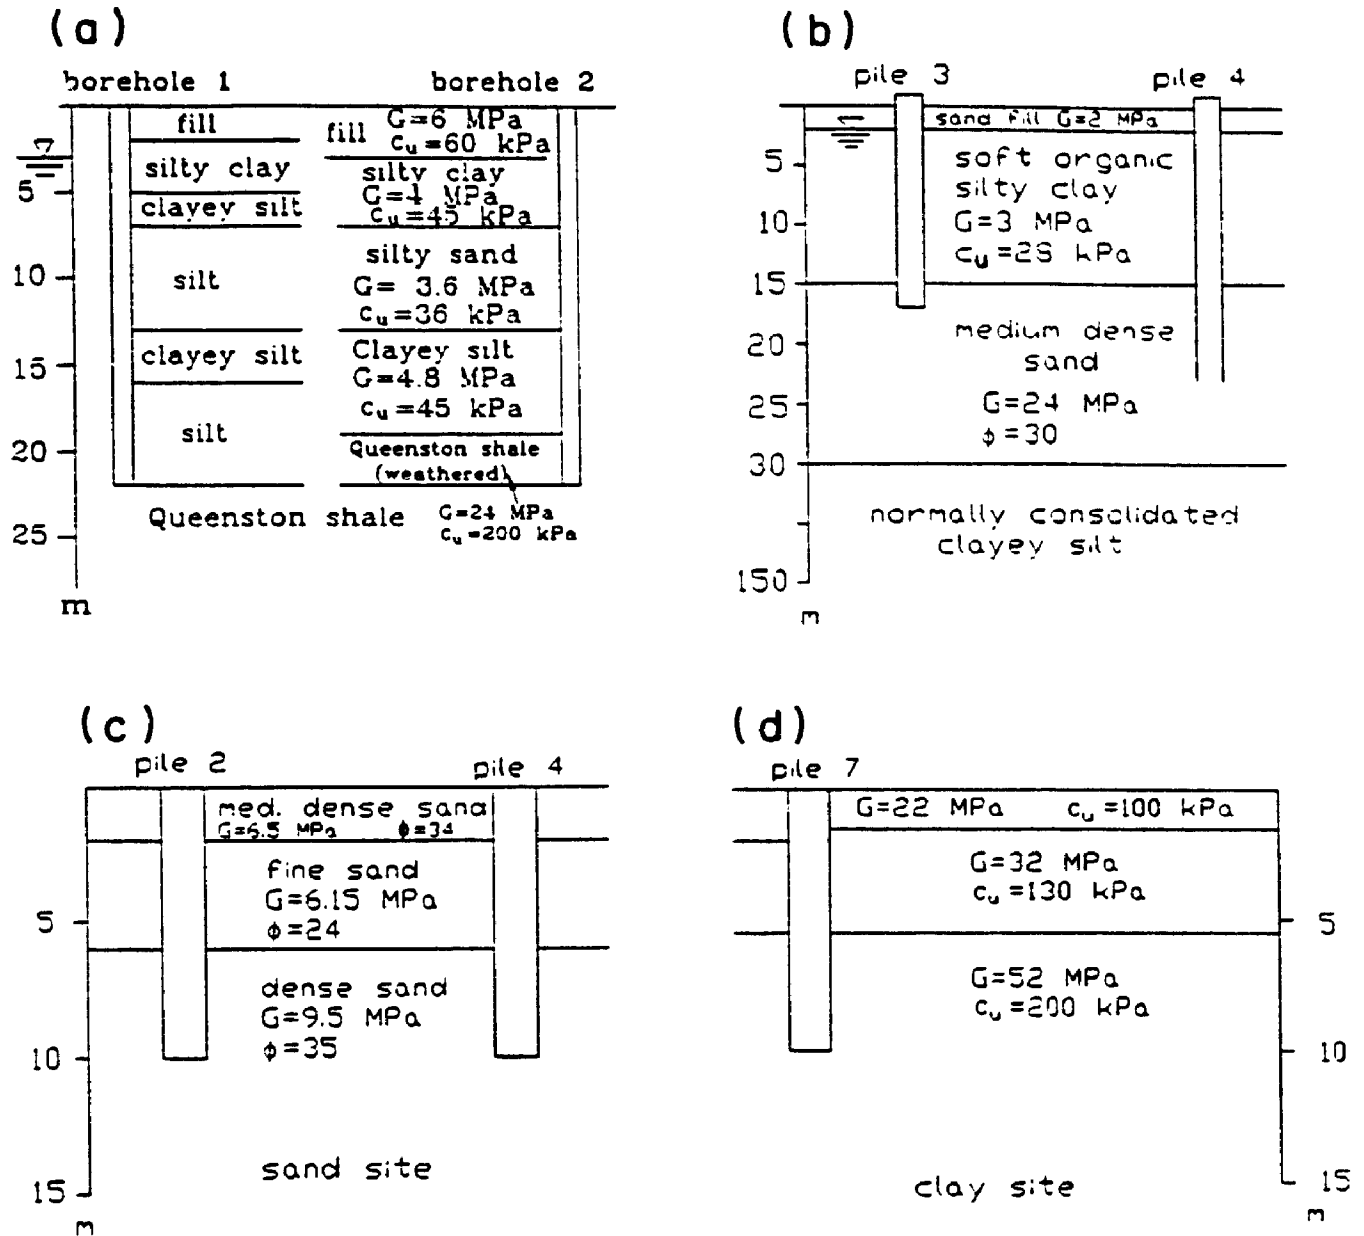 (a)
borehole 1
borehole 2
fill
silty clay
clayey silt
silt
clayey silt
silt
fill G=6 MPa
cu=60 kPa
silty clay
G=4 MPa
cu=45 kPa
silty sand
G= 3.6 MPa
cu=36 kPa
Clayey silt
G=4.8 MPa
cu=45 kPa
Queenston shale
(weathered)
Queenston shale
G=24 MPa
cu=200 kPa
5
10
15
20
25
m
(b)
pile 3
pile 4
sand fill G=2 MPa
soft organic
silty clay
G=3 MPa
cu=28 kPa
medium dense
sand
G=24 MPa
ϕ=30
normally consolidated
clayey silt
5
10
15
20
25
30
150
m
(c)
pile 2
pile 4
med. dense sand
G=6.5 MPa ϕ=34
fine sand
G=6.15 MPa
ϕ=24
dense sand
G=9.5 MPa
ϕ=35
sand site
5
10
15
m
(d)
pile 7
G=22 MPa cu=100 kPa
G=32 MPa
cu=130 kPa
G=52 MPa
cu=200 kPa
clay site
5
10
15
m